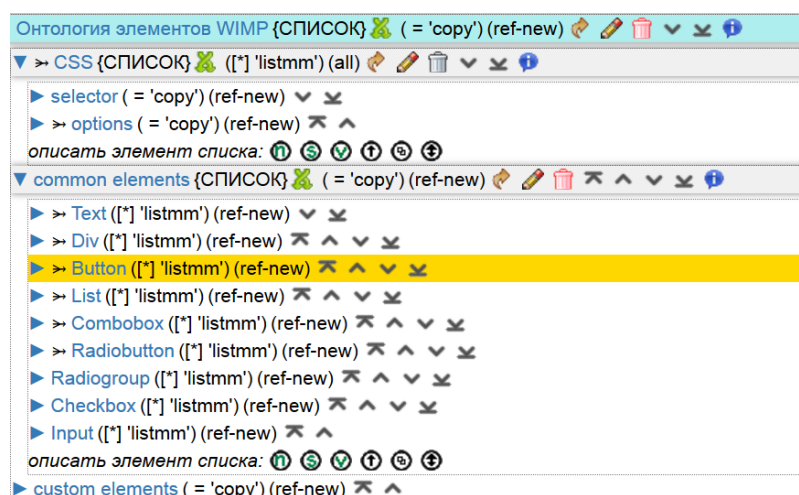 Онтология элементов WIMP {СПИСОК} ( = 'copy') (ref-new)
CSS {СПИСОК} ([*] 'listmm') (all)
selector ( = 'copy') (ref-new)
options ( = 'copy') (ref-new)
описать элемент списка: n s v
common elements {СПИСОК} ( = 'copy') (ref-new)
Text ([*] 'listmm') (ref-new)
Div ([*] 'listmm') (ref-new)
Button ([*] 'listmm') (ref-new)
List ([*] 'listmm') (ref-new)
Combobox ([*] 'listmm') (ref-new)
Radiobutton ([*] 'listmm') (ref-new)
Radiogroup ([*] 'listmm') (ref-new)
Checkbox ([*] 'listmm') (ref-new)
Input ([*] 'listmm') (ref-new)
описать элемент списка: n s v
custom elements ( = 'copy') (ref-new)